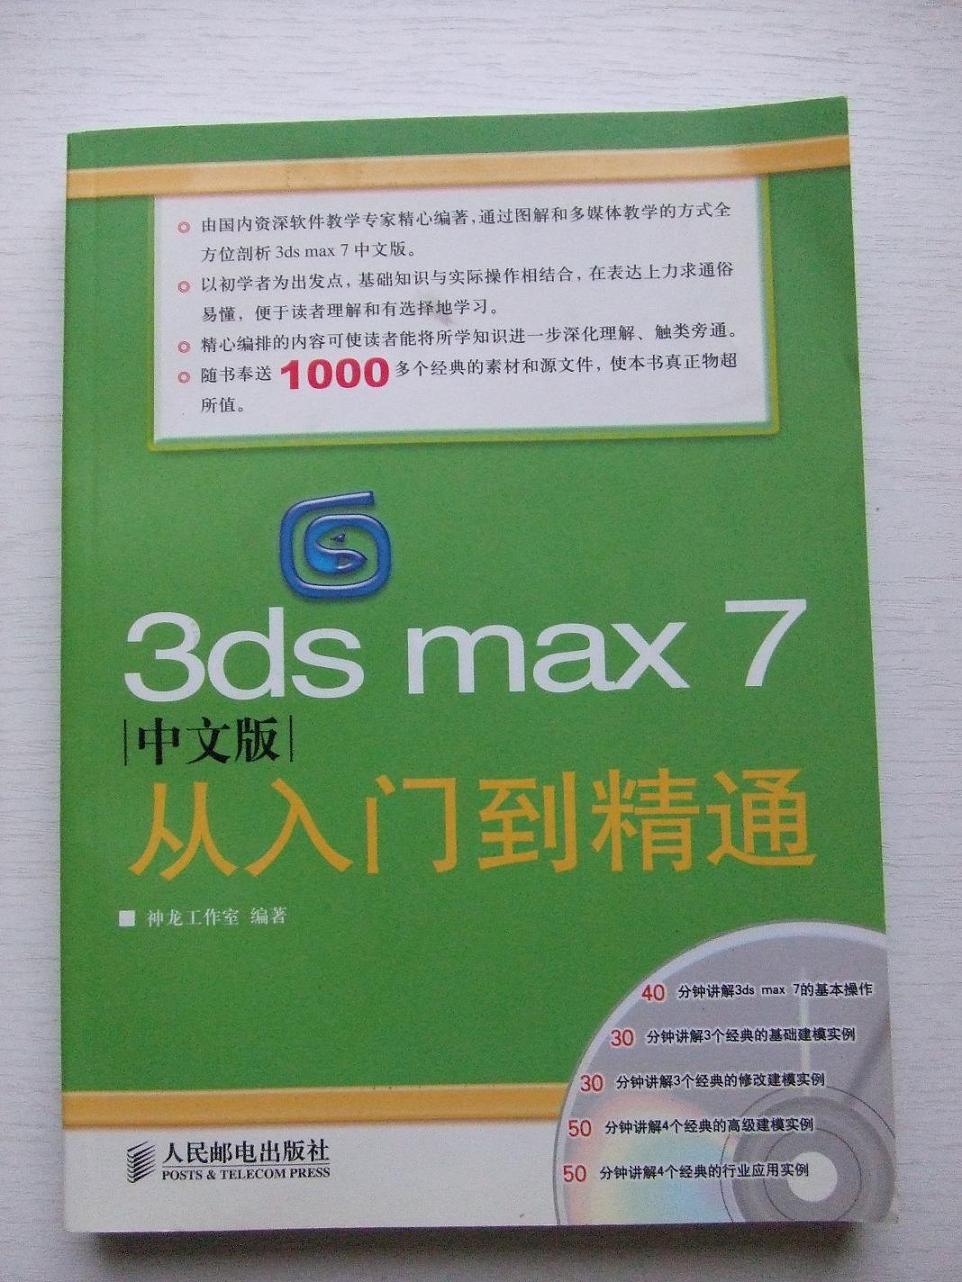 由国内资深软件教学专家精心编著,通过图解和多媒体教学的方式全
方位剖析 3ds max 7 中文版。
以初学者为出发点，基础知识与实际操作相结合，在表达上力求通俗
易懂，便于读者理解和有选择地学习。
精心编排的内容可使读者能将所学知识进一步深化理解、触类旁通。
随书奉送 1000 多个经典的素材和源文件，使本书真正物超
所值。
3ds max 7
中文版
从入门到精通
神龙工作室 编著
40 分钟讲解3ds max 7的基本操作
30 分钟讲解3个经典的基础建模实例
30 分钟讲解3个经典的修改建模实例
50 分钟讲解4个经典的高级建模实例
50 分钟讲解4个经典的行业应用实例
人民邮电出版社
POSTS & TELECOM PRESS